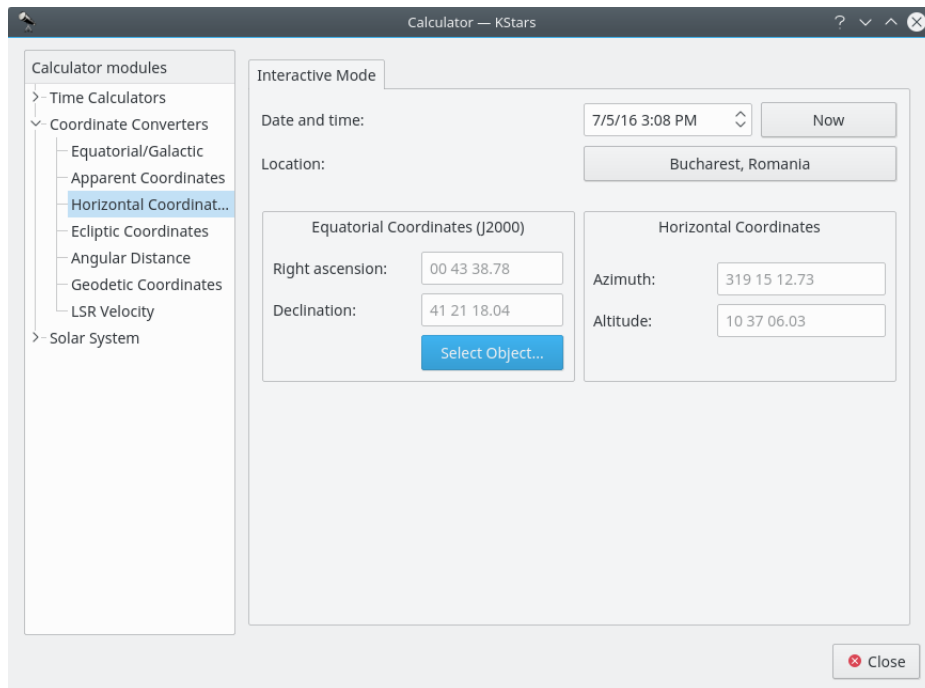 Calculator — KStars
Calculator modules
Time Calculators
Coordinate Converters
Equatorial/Galactic
Apparent Coordinates
Horizontal Coordinat...
Ecliptic Coordinates
Angular Distance
Geodetic Coordinates
LSR Velocity
Solar System
Interactive Mode
Date and time:
7/5/16 3:08 PM
Now
Location:
Bucharest, Romania
Equatorial Coordinates (J2000)
Right ascension:
00 43 38.78
Declination:
41 21 18.04
Select Object...
Horizontal Coordinates
Azimuth:
319 15 12.73
Altitude:
10 37 06.03
Close